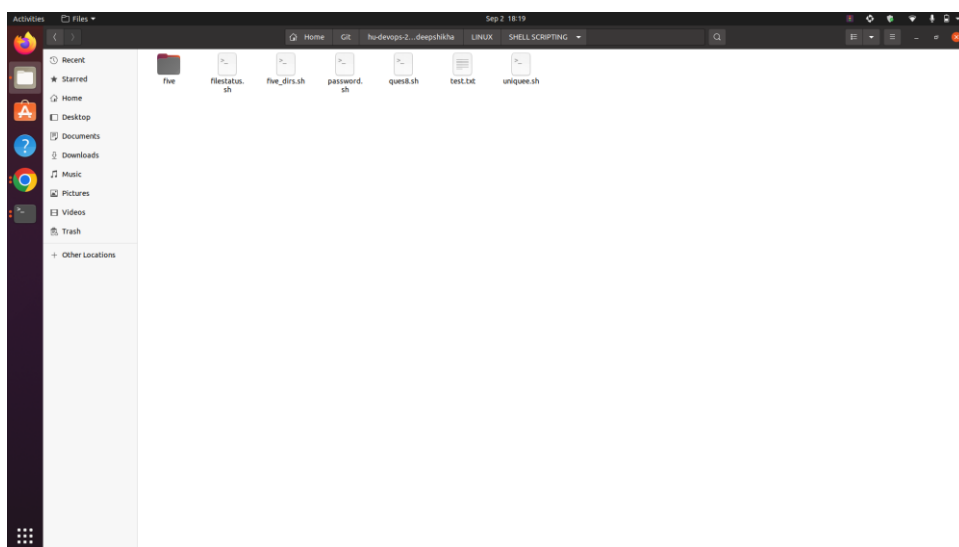 Activities Files Sep 2 18:19
Home Git hu-devops-2...deepshikha LINUX SHELL SCRIPTING
Recent
Starred
Home
Desktop
Documents
Downloads
Music
Pictures
Videos
Trash
+ Other Locations
five
filestatus.
sh
five_dirs.sh
password.
sh
ques8.sh
test.txt
uniquee.sh